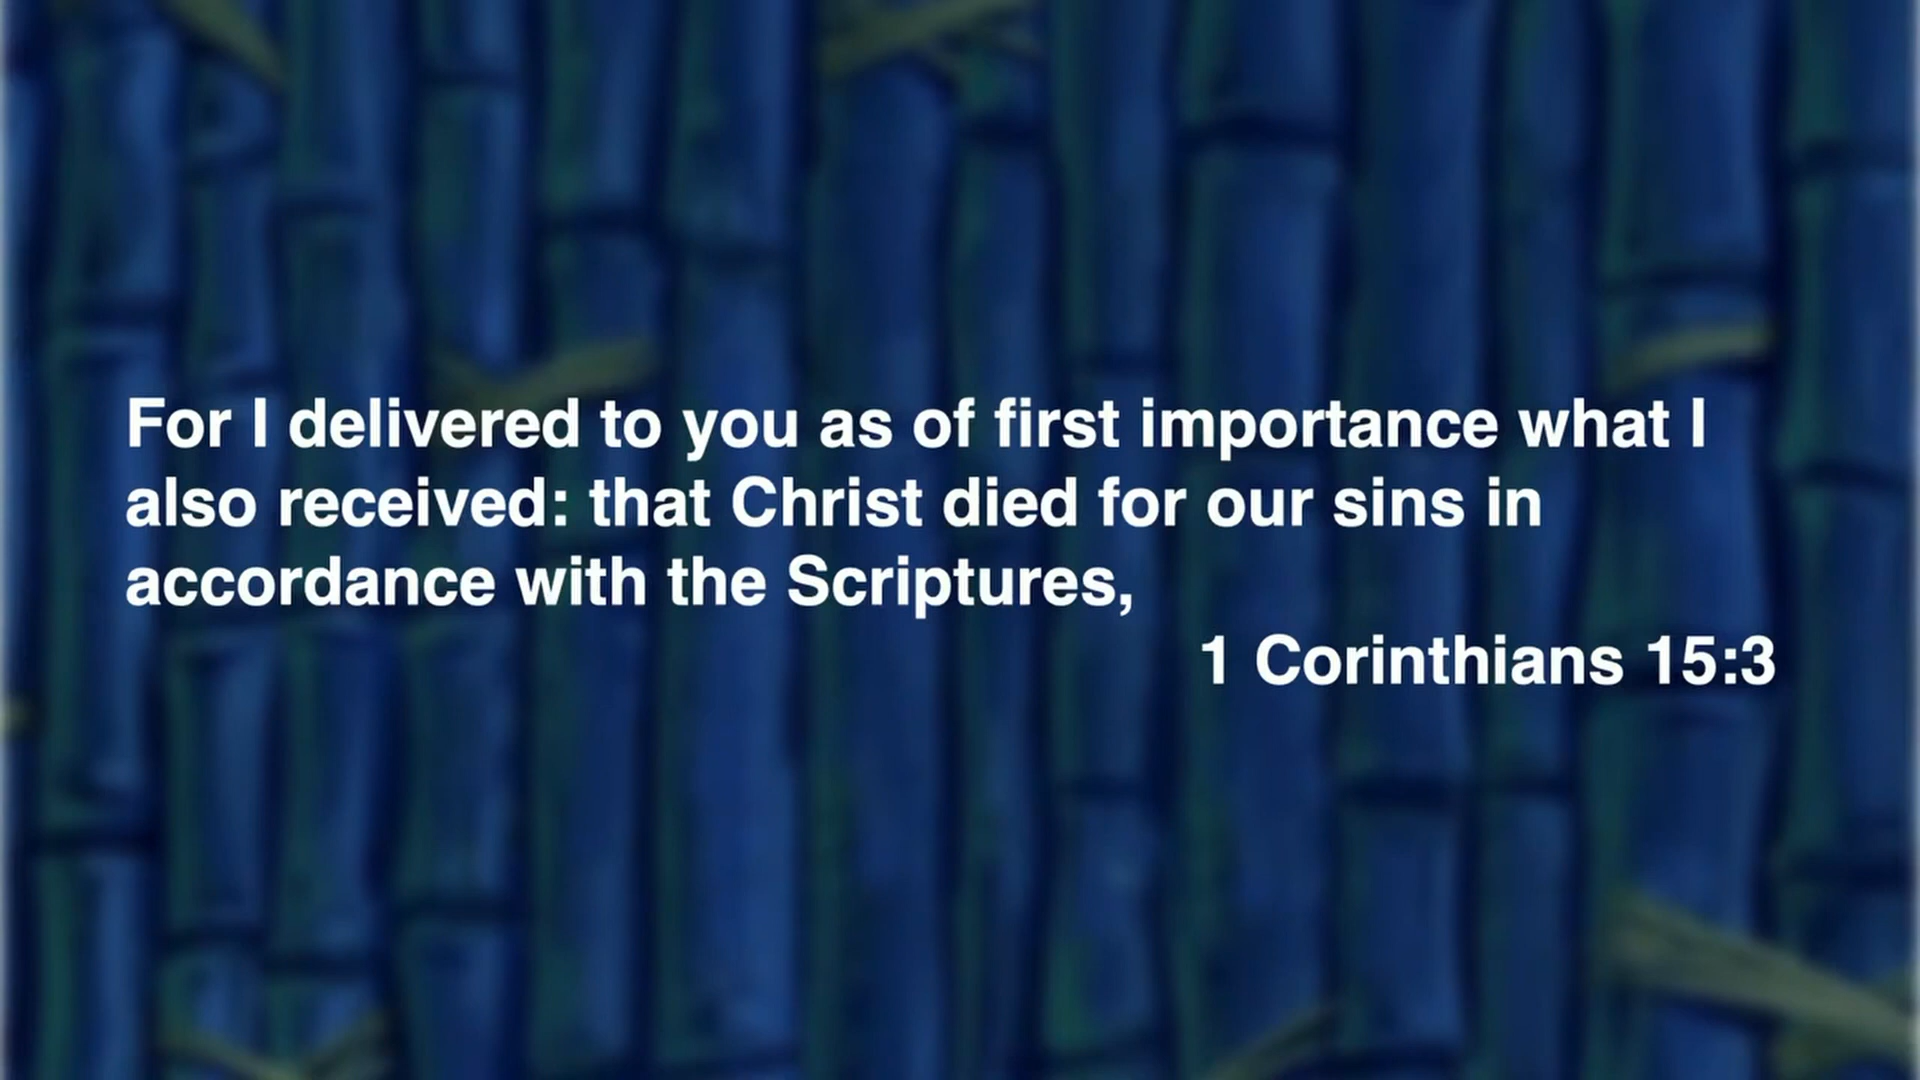 For I delivered to you as of first importance what I
also received: that Christ died for our sins in
accordance with the Scriptures,
1 Corinthians 15:3